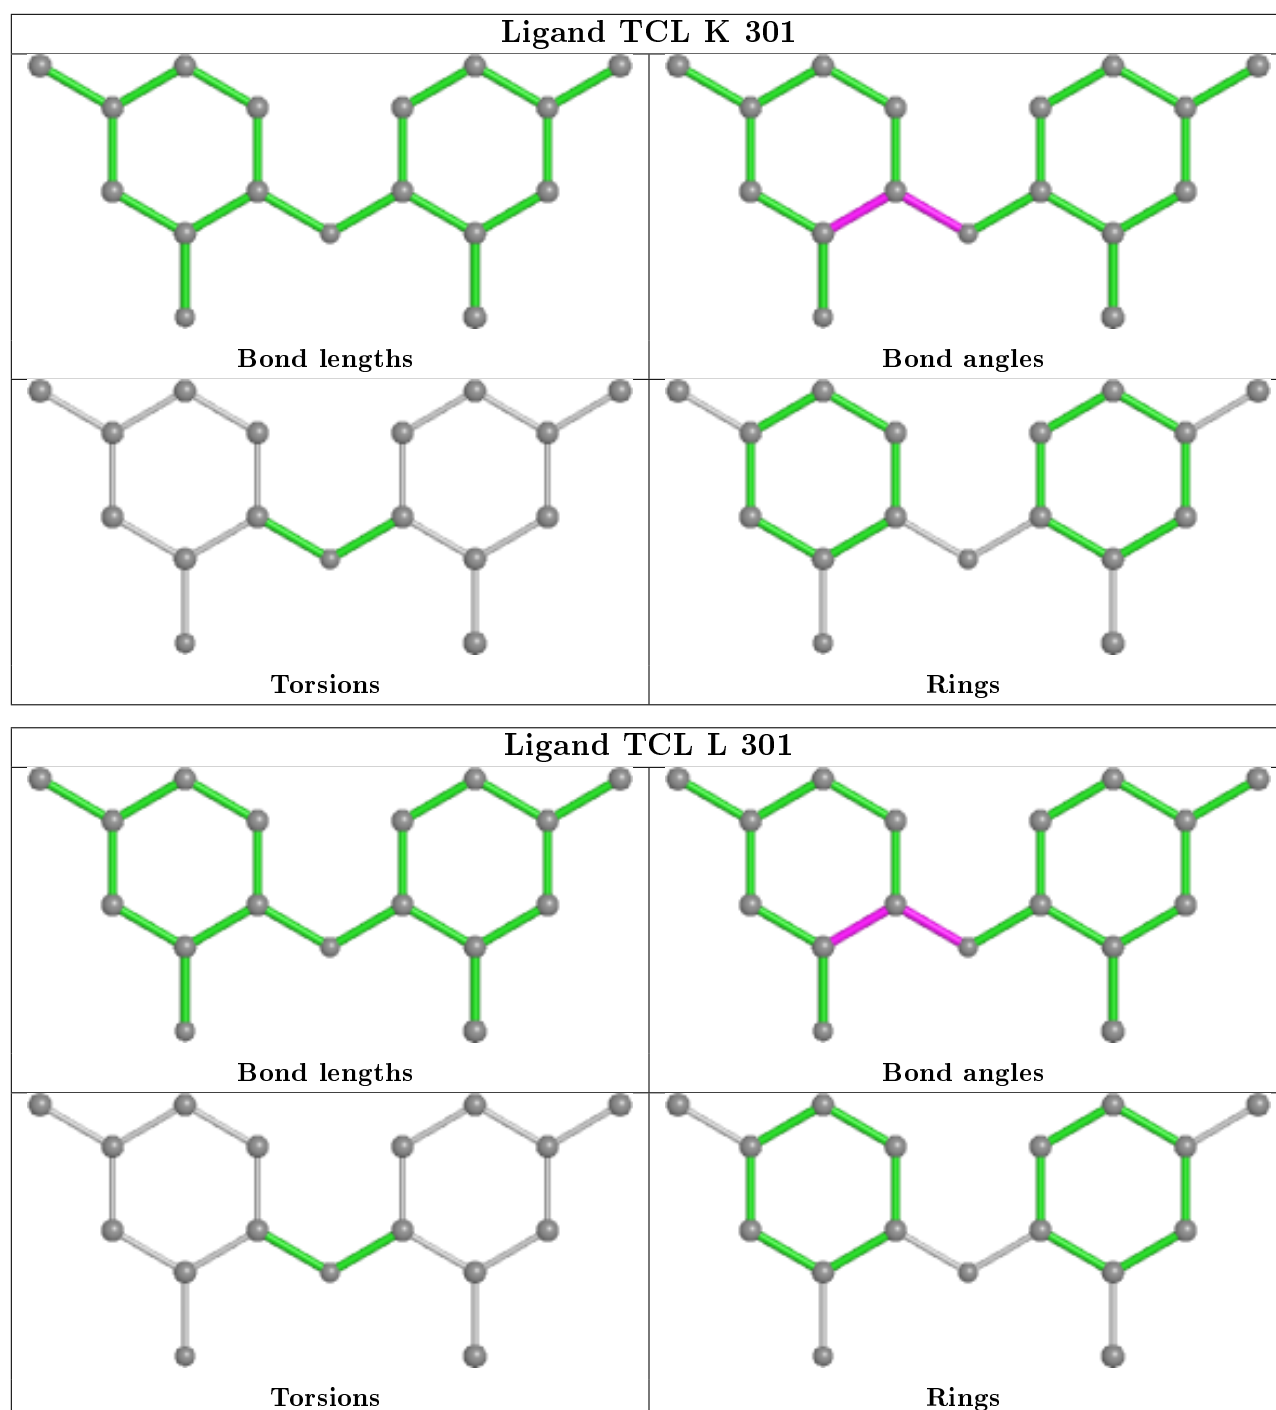 Ligand TCL K 301
Bond lengths
Bond angles
Torsions
Rings
Ligand TCL L 301
Bond lengths
Bond angles
Torsions
Rings